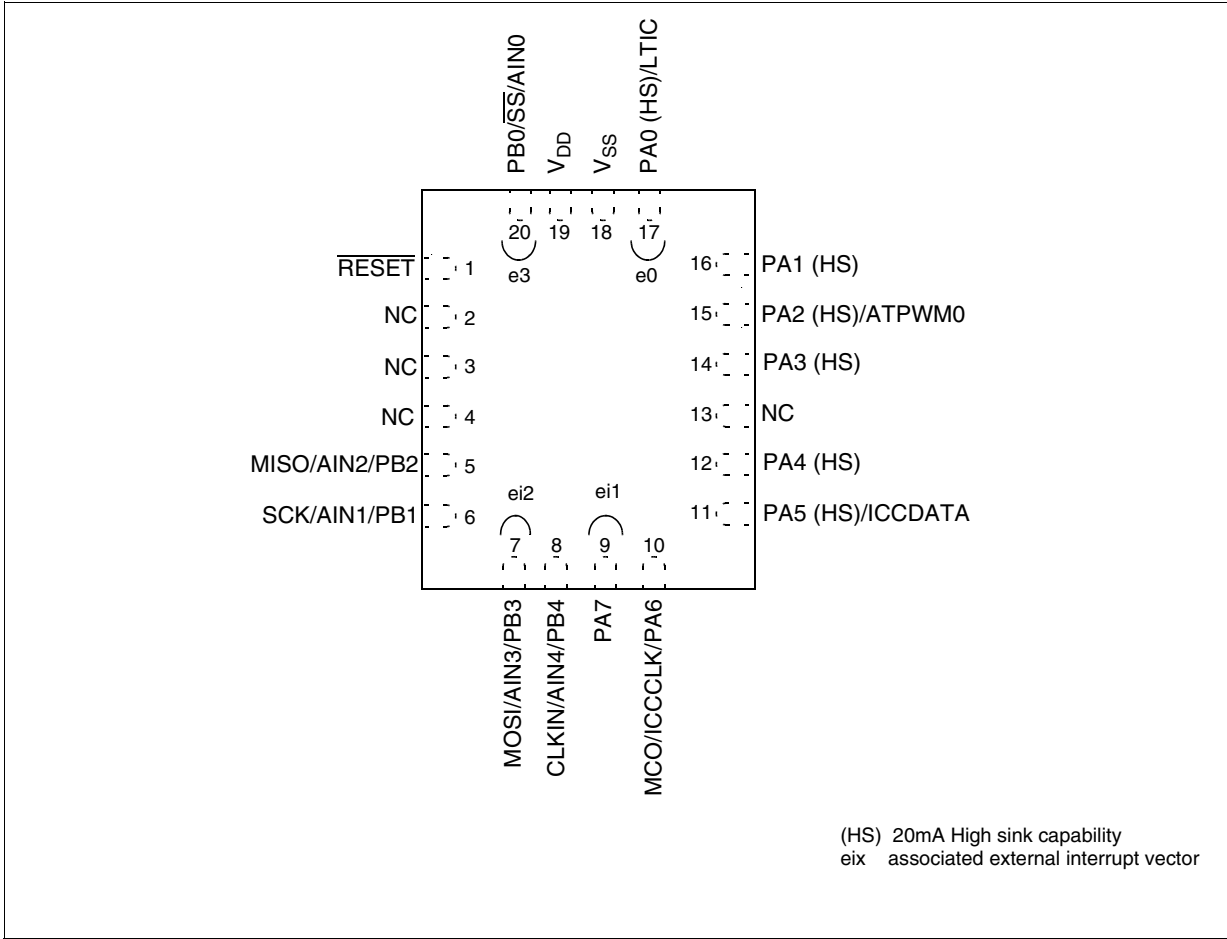 PB0/SS/AIN0
VDD
VSS
PA0 (HS)/LTIC
20
19
18
17
e3
e0
RESET
1
NC
2
NC
3
NC
4
MISO/AIN2/PB2
5
SCK/AIN1/PB1
6
16
PA1 (HS)
15
PA2 (HS)/ATPWM0
14
PA3 (HS)
13
NC
12
PA4 (HS)
11
PA5 (HS)/ICCDATA
ei2
ei1
7
8
9
10
MOSI/AIN3/PB3
CLKIN/AIN4/PB4
PA7
MCO/ICCCLK/PA6
(HS) 20mA High sink capability
eix associated external interrupt vector